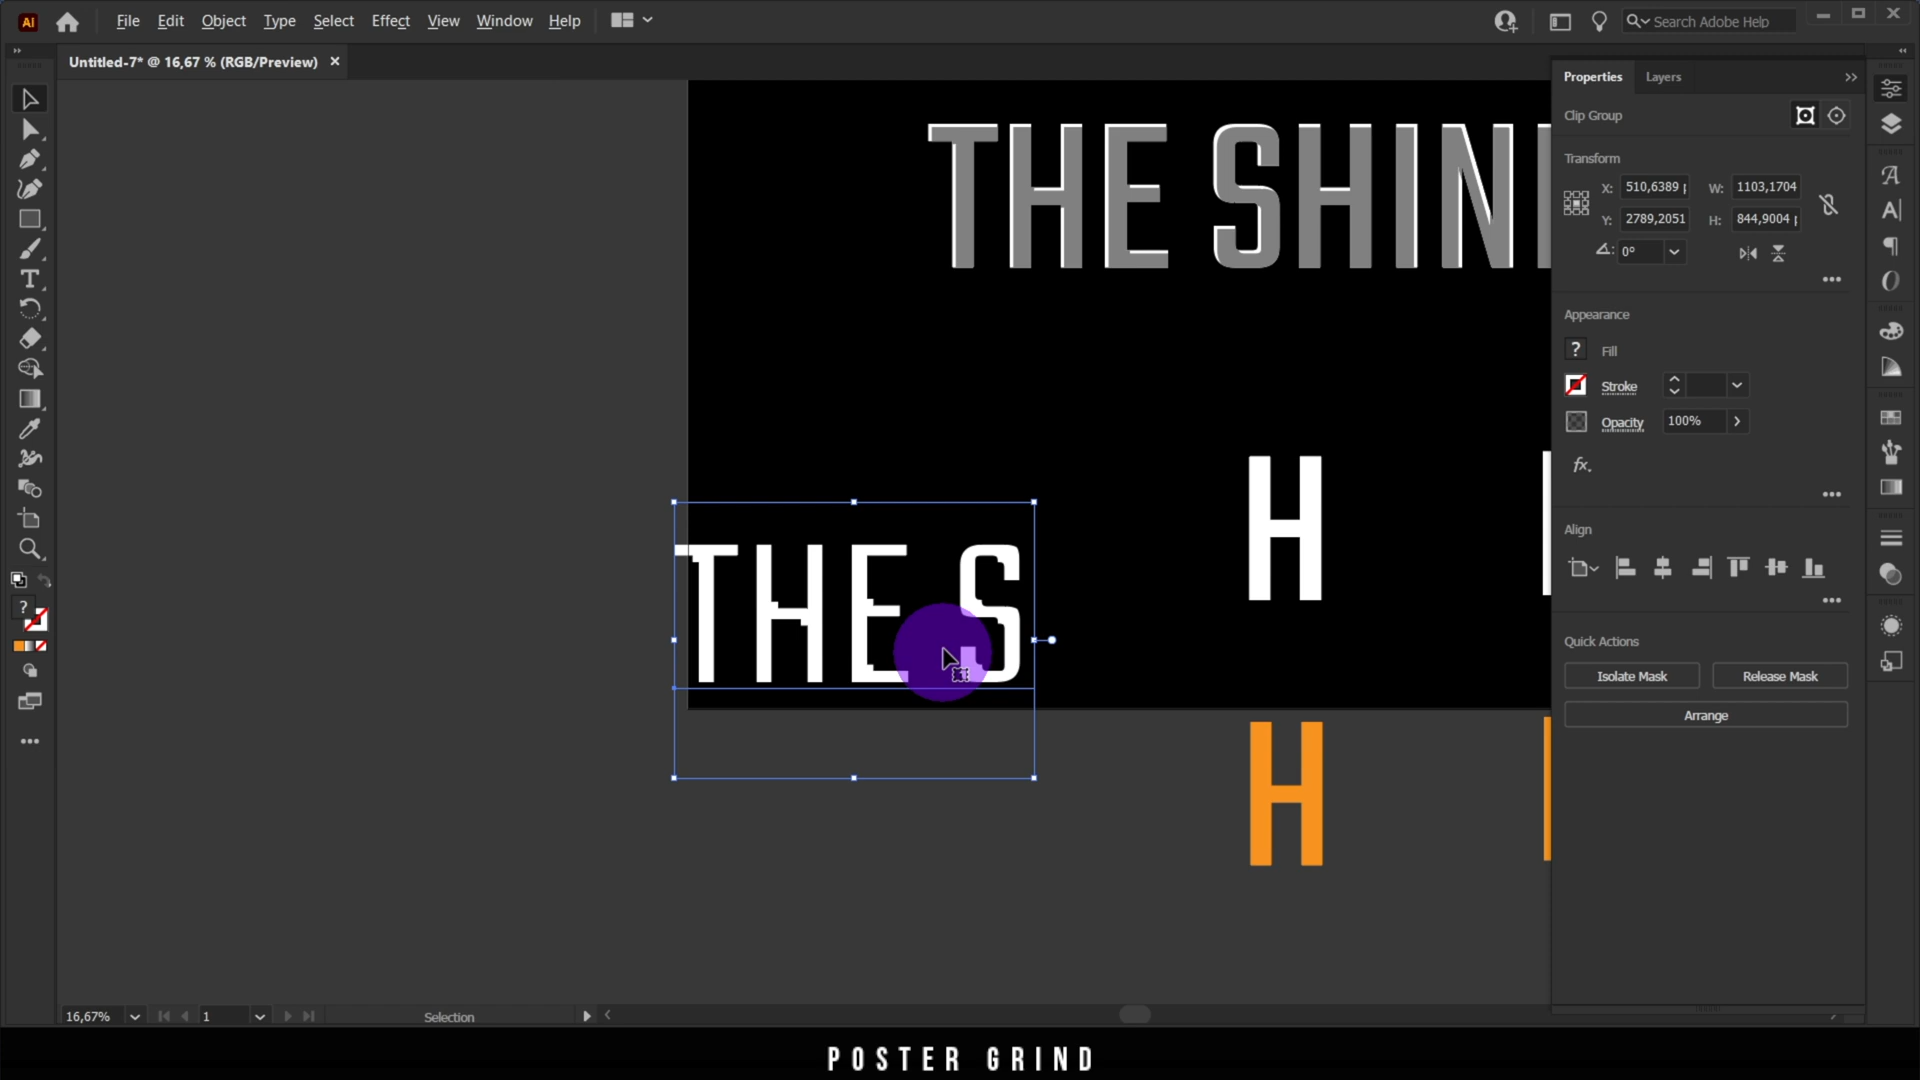 Ai File Edit Object Type Select Effect View Window Help Search Adobe Help
Untitled-7* @ 16,67 % (RGB/Preview) ×
Properties Layers
Clip Group
Transform
X: 510,6389 W: 1103,1704
Y: 2789,2051 H: 844,9004
0°
Appearance
? Fill
Stroke
Opacity 100%
fx.
Align
Quick Actions
Isolate Mask Release Mask
Arrange
THE SHIN
H
THE S
H
16,67% 1 Selection
POSTER GRIND